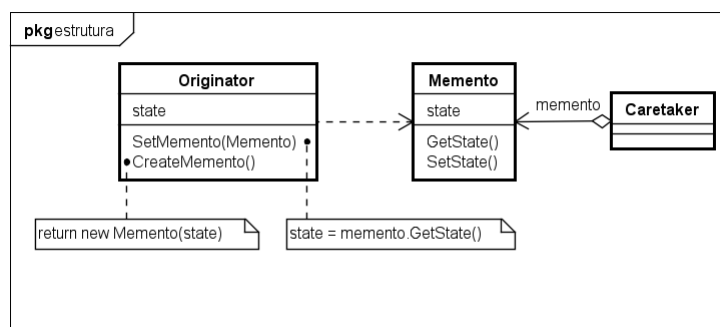 pkg estrutura
Originator
state
SetMemento(Memento)
CreateMemento()
Memento
state
GetState()
SetState()
memento
Caretaker
return new Memento(state)
state = memento.GetState()